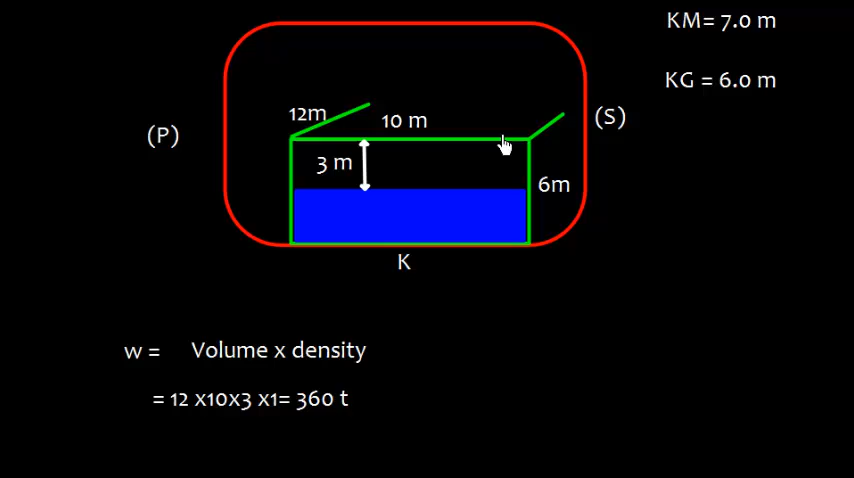 KM= 7.0 m
KG = 6.0 m
12m
10 m
(P)
(S)
3 m
6m
K
w = Volume x density
= 12 x10x3 x1= 360 t